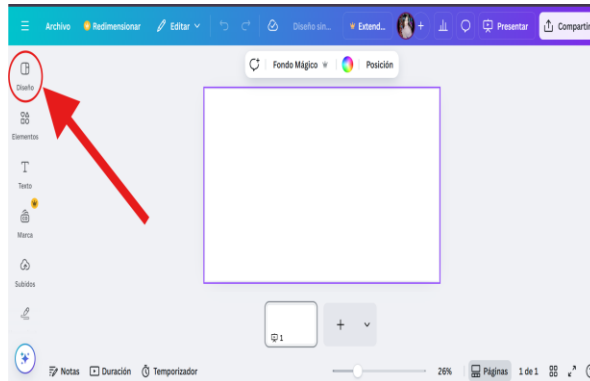 Archivo Redimensionar Editar Diseño sin... Extend... Presentar Compartir
Fondo Mágico Posición
Diseño
Elementos
Texto
Marca
Subidos
1
Notas Duración Temporizador 26% Páginas 1 de 1